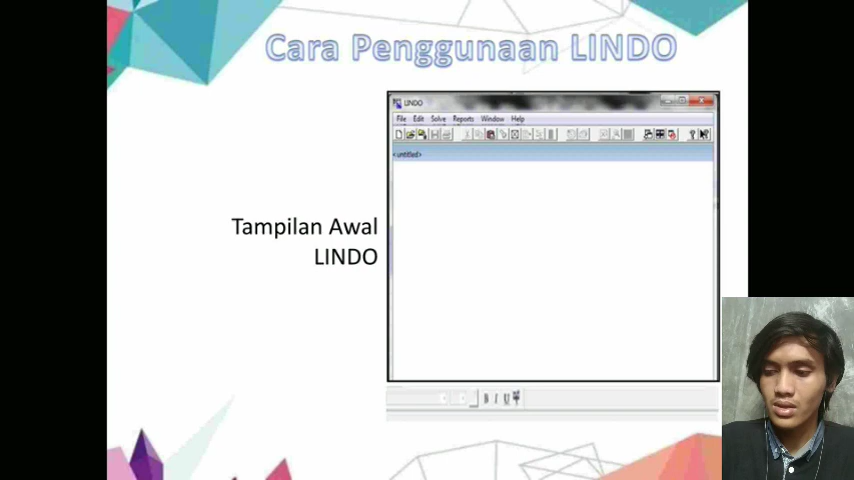 Cara Penggunaan LINDO
LINDO
File Edit Solve Reports Window Help
<untitled>
Tampilan Awal
LINDO
B I U